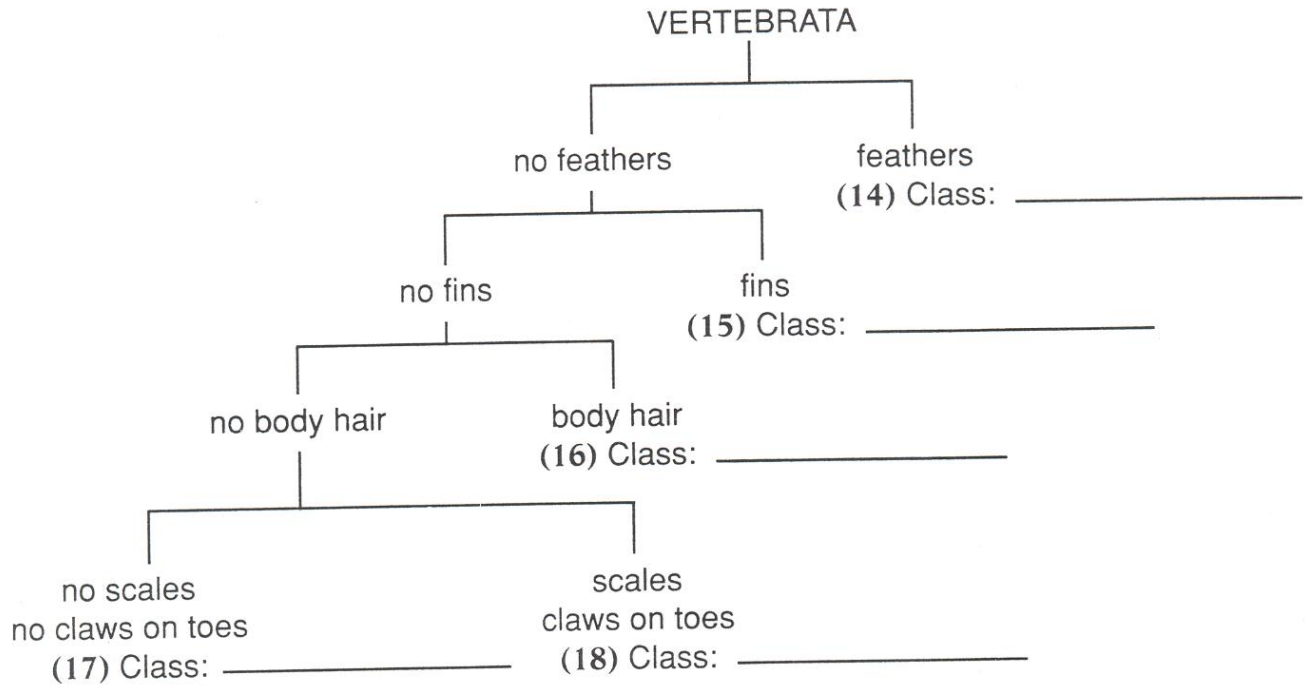 VERTEBRATA
no feathers
feathers
(14) Class:
no fins
fins
(15) Class:
no body hair
body hair
(16) Class:
no scales
no claws on toes
(17) Class:
scales
claws on toes
(18) Class: